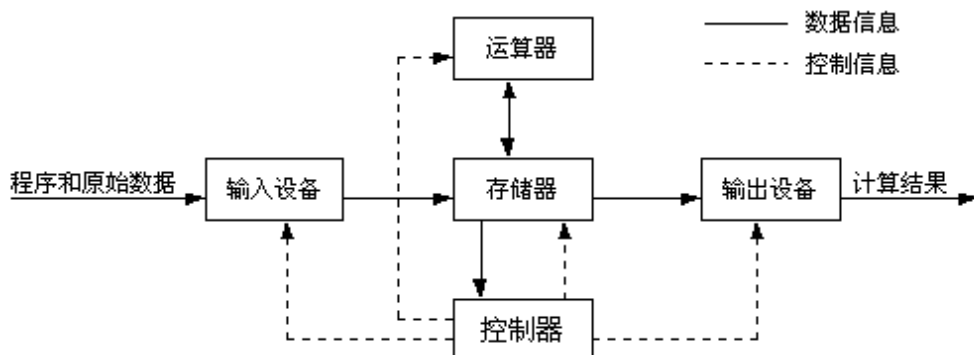 数据信息
运算器
控制信息
程序和原始数据
输入设备
存储器
输出设备
计算结果
控制器